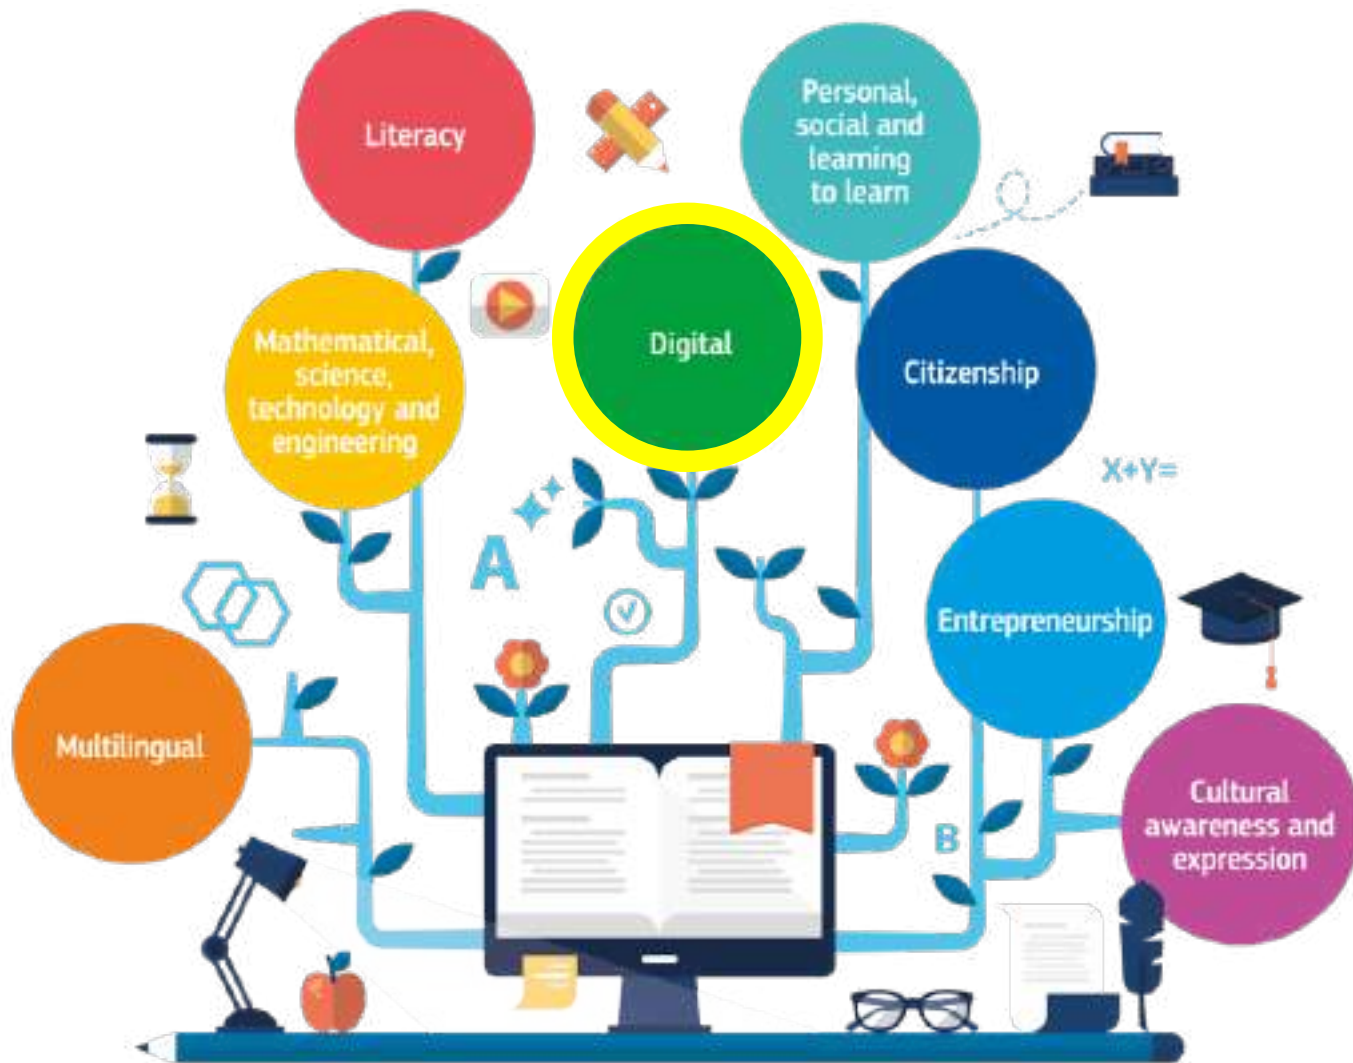 Literacy
Personal,
social and
learning
to learn
Mathematical,
science,
technology and
engineering
Digital
Citizenship
X+Y=
A
Entrepreneurship
Multilingual
Cultural
awareness and
expression
B